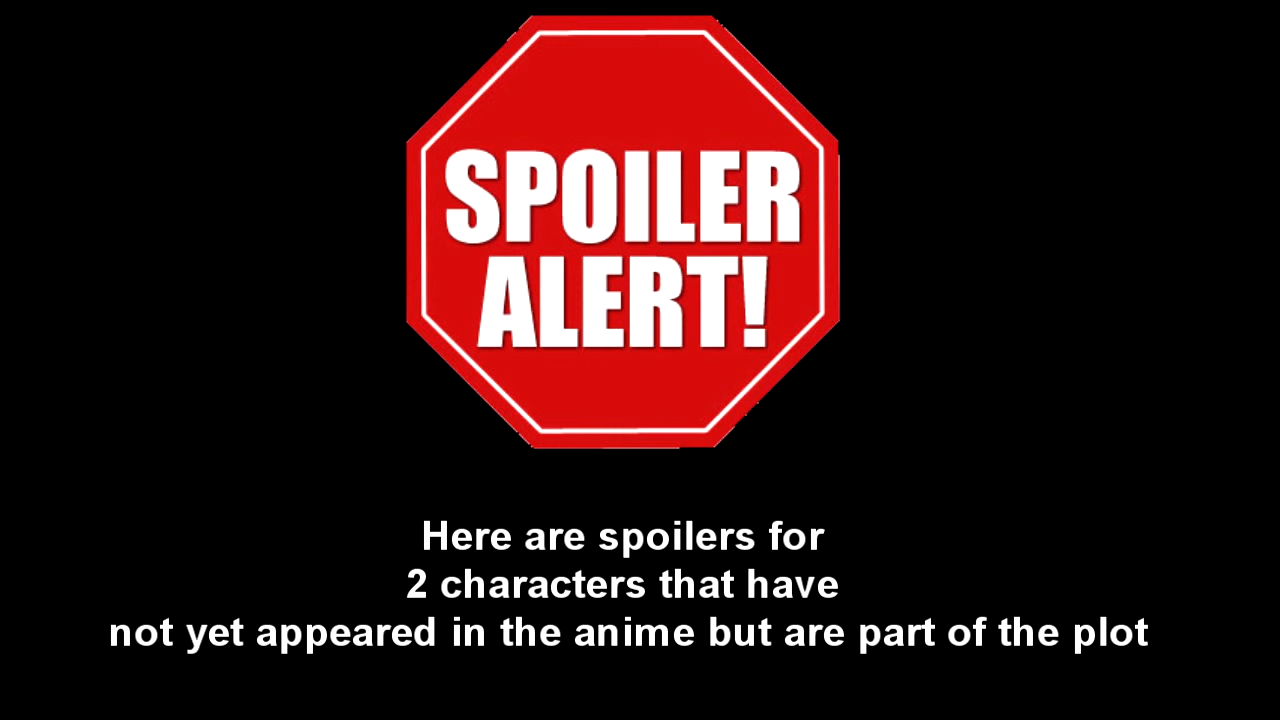 SPOILER
ALERT!
Here are spoilers for
2 characters that have
not yet appeared in the anime but are part of the plot